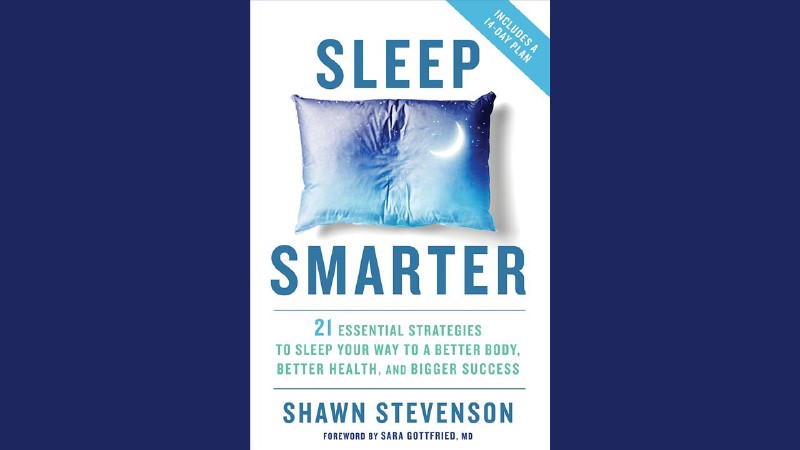 INCLUDES A
14-DAY PLAN
SLEEP
SMARTER
21 ESSENTIAL STRATEGIES
TO SLEEP YOUR WAY TO A BETTER BODY,
BETTER HEALTH, AND BIGGER SUCCESS
SHAWN STEVENSON
FOREWORD BY SARA GOTTFRIED, MD